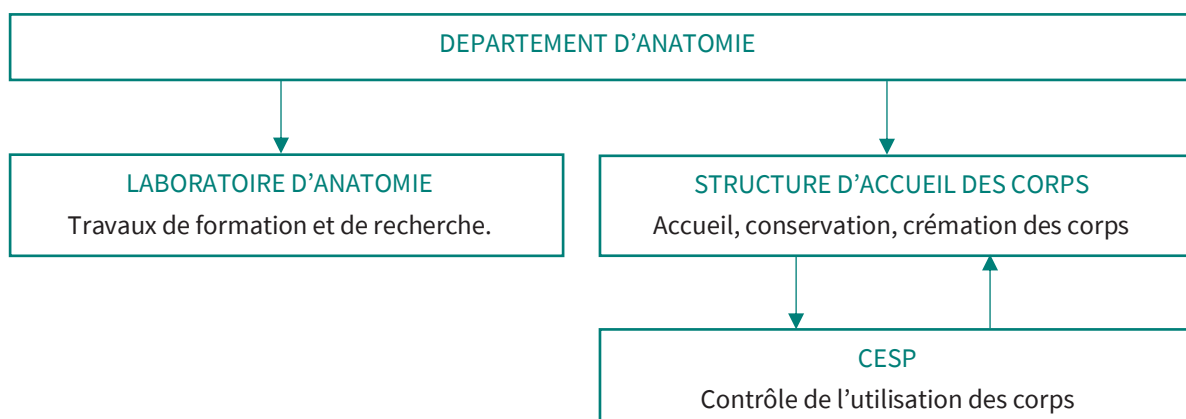 DEPARTEMENT D’ANATOMIE
LABORATOIRE D’ANATOMIE
Travaux de formation et de recherche.
STRUCTURE D’ACCUEIL DES CORPS
Accueil, conservation, crémation des corps
CESP
Contrôle de l’utilisation des corps